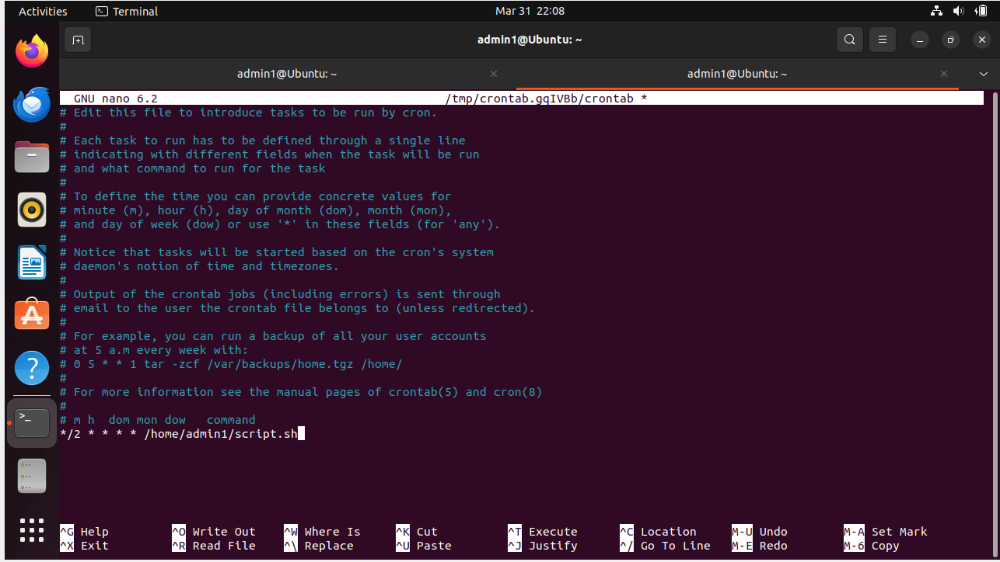 Activities Terminal Mar 31 22:08
admin1@Ubuntu: ~
admin1@Ubuntu: ~ admin1@Ubuntu: ~
GNU nano 6.2 /tmp/crontab.gqIVBb/crontab *
# Edit this file to introduce tasks to be run by cron.
#
# Each task to run has to be defined through a single line
# indicating with different fields when the task will be run
# and what command to run for the task
#
# To define the time you can provide concrete values for
# minute (m), hour (h), day of month (dom), month (mon),
# and day of week (dow) or use '*' in these fields (for 'any').
#
# Notice that tasks will be started based on the cron's system
# daemon's notion of time and timezones.
#
# Output of the crontab jobs (including errors) is sent through
# email to the user the crontab file belongs to (unless redirected).
#
# For example, you can run a backup of all your user accounts
# at 5 a.m every week with:
# 0 5 * * 1 tar -zcf /var/backups/home.tgz /home/
#
# For more information see the manual pages of crontab(5) and cron(8)
#
# m h  dom mon dow   command
*/2 * * * * /home/admin1/script.sh
^G Help ^O Write Out ^W Where Is ^K Cut ^T Execute ^C Location M-U Undo M-A Set Mark
^X Exit ^R Read File ^\ Replace ^U Paste ^J Justify ^/ Go To Line M-E Redo M-6 Copy